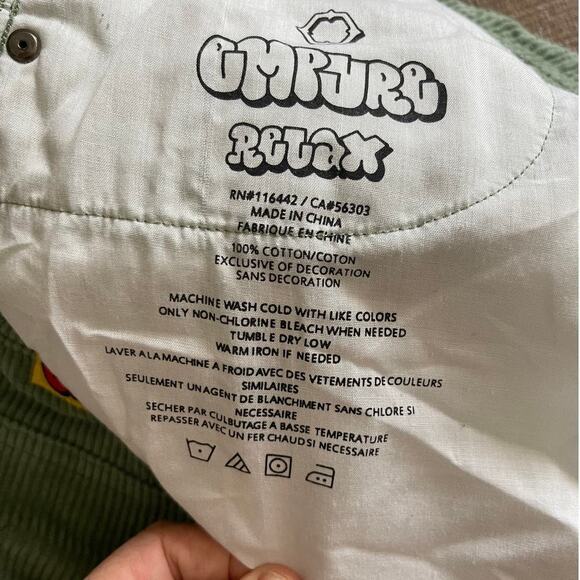 EMPYRE
RELAX
RN#116442 / CA#56303
MADE IN CHINA
FABRIQUE EN CHINE
100% COTTON/COTON
EXCLUSIVE OF DECORATION
SANS DECORATION
MACHINE WASH COLD WITH LIKE COLORS
ONLY NON-CHLORINE BLEACH WHEN NEEDED
TUMBLE DRY LOW
WARM IRON IF NEEDED
LAVER A LA MACHINE A FROID AVEC DES VETEMENTS DE COULEURS
SIMILAIRES
SEULEMENT UN AGENT DE BLANCHIMENT SANS CHLORE SI
NECESSAIRE
SECHER PAR CULBUTAGE A BASSE TEMPERATURE
REPASSER AVEC UN FER CHAUD SI NECESSAIRE